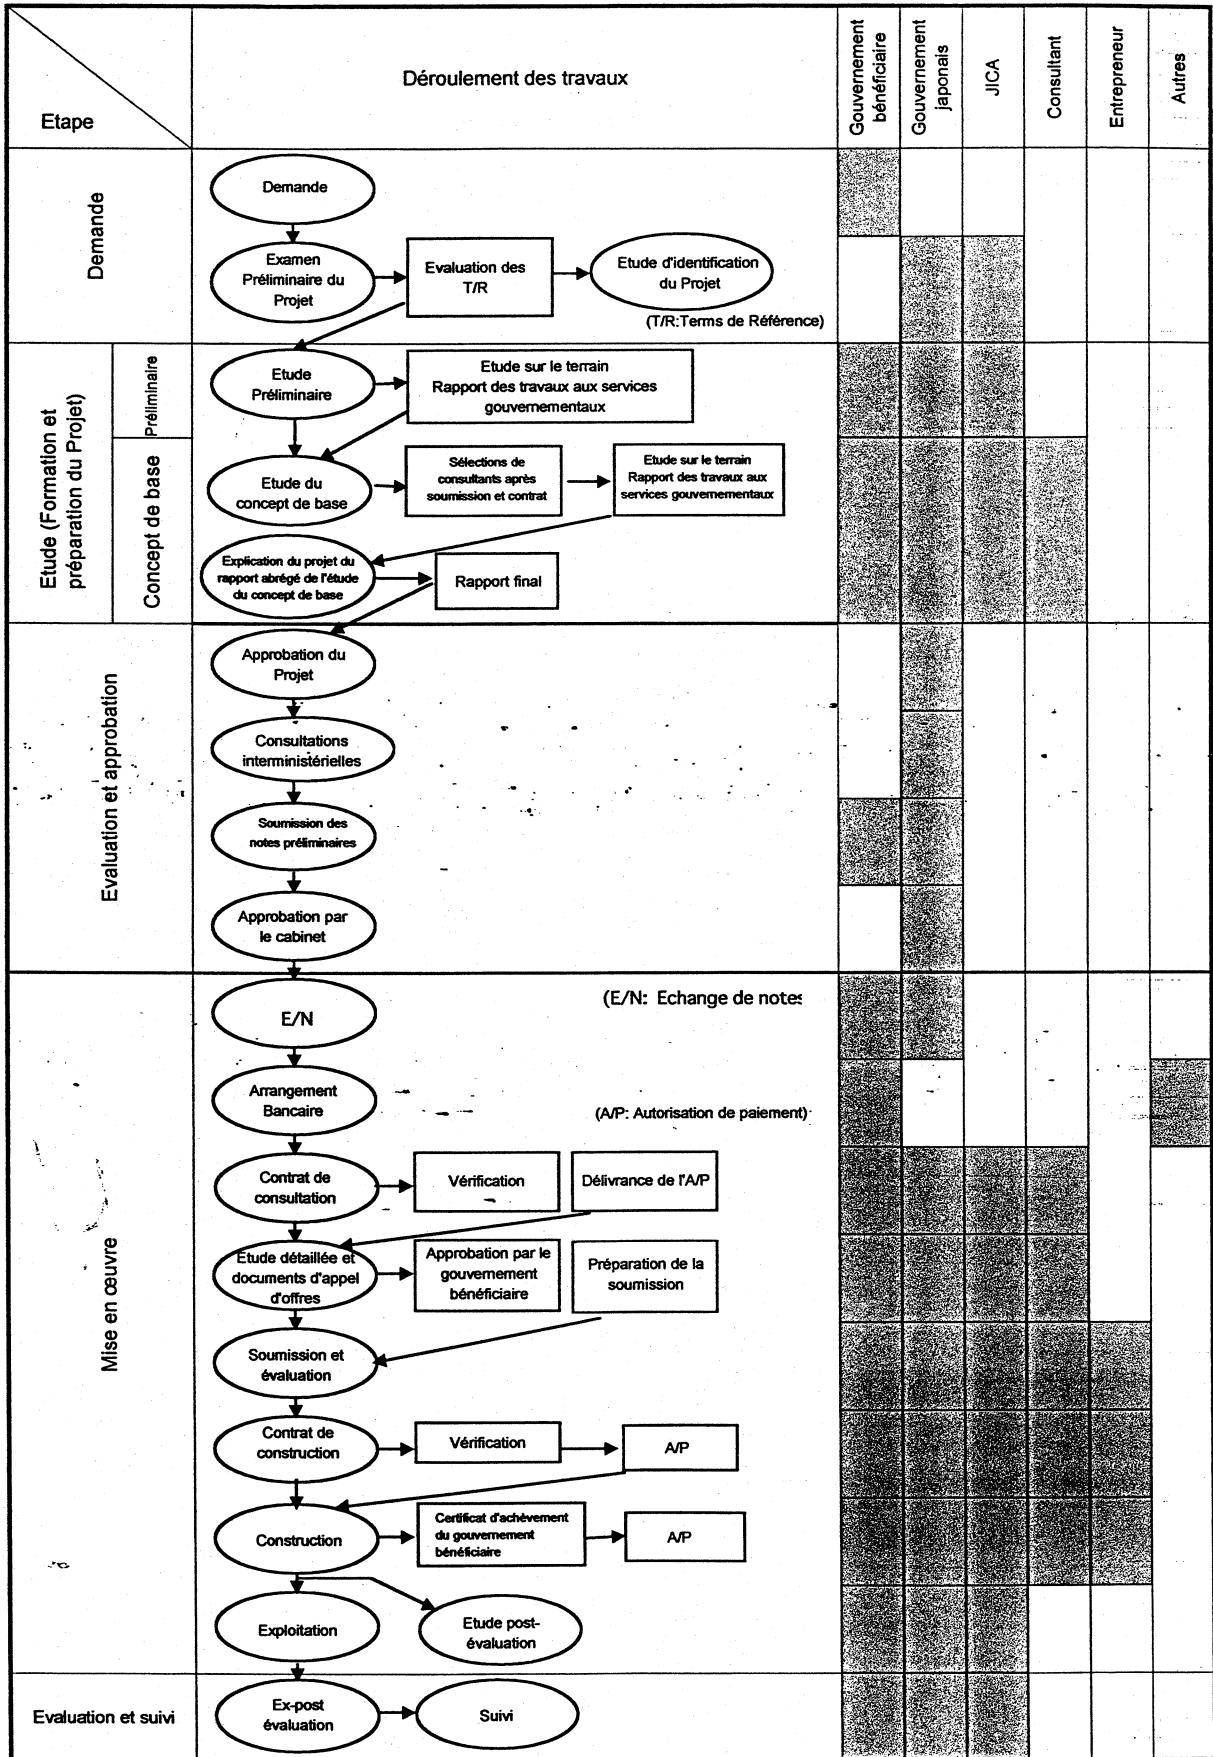 Etape
Déroulement des travaux
Gouvernement
bénéficiaire
Gouvernement
japonais
JICA
Consultant
Entrepreneur
Autres
Demande
Demande
Examen
Préliminaire du
Projet
Evaluation des
T/R
Etude d'identification
du Projet
(T/R:Terms de Référence)
Etude (Formation et
préparation du Projet)
Préliminaire
Etude
Préliminaire
Etude sur le terrain
Rapport des travaux aux services
gouvernementaux
Concept de base
Etude du
concept de base
Sélections de
consultants après
soumission et contrat
Etude sur le terrain
Rapport des travaux aux
services gouvernementaux
Explication du projet du
rapport abrégé de l'étude
du concept de base
Rapport final
Evaluation et approbation
Approbation du
Projet
Consultations
interministérielles
Soumission des
notes préliminaires
Approbation par
le cabinet
Mise en œuvre
E/N
(E/N: Echange de notes
Arrangement
Bancaire
(A/P: Autorisation de paiement)
Contrat de
consultation
Vérification
Délivrance de l'A/P
Etude détaillée et
documents d'appel
d'offres
Approbation par le
gouvernement
bénéficiaire
Préparation de la
soumission
Soumission et
évaluation
Contrat de
construction
Vérification
A/P
Construction
Certificat d'achèvement
du gouvernement
bénéficiaire
A/P
Exploitation
Etude post-
évaluation
Evaluation et suivi
Ex-post
évaluation
Suivi